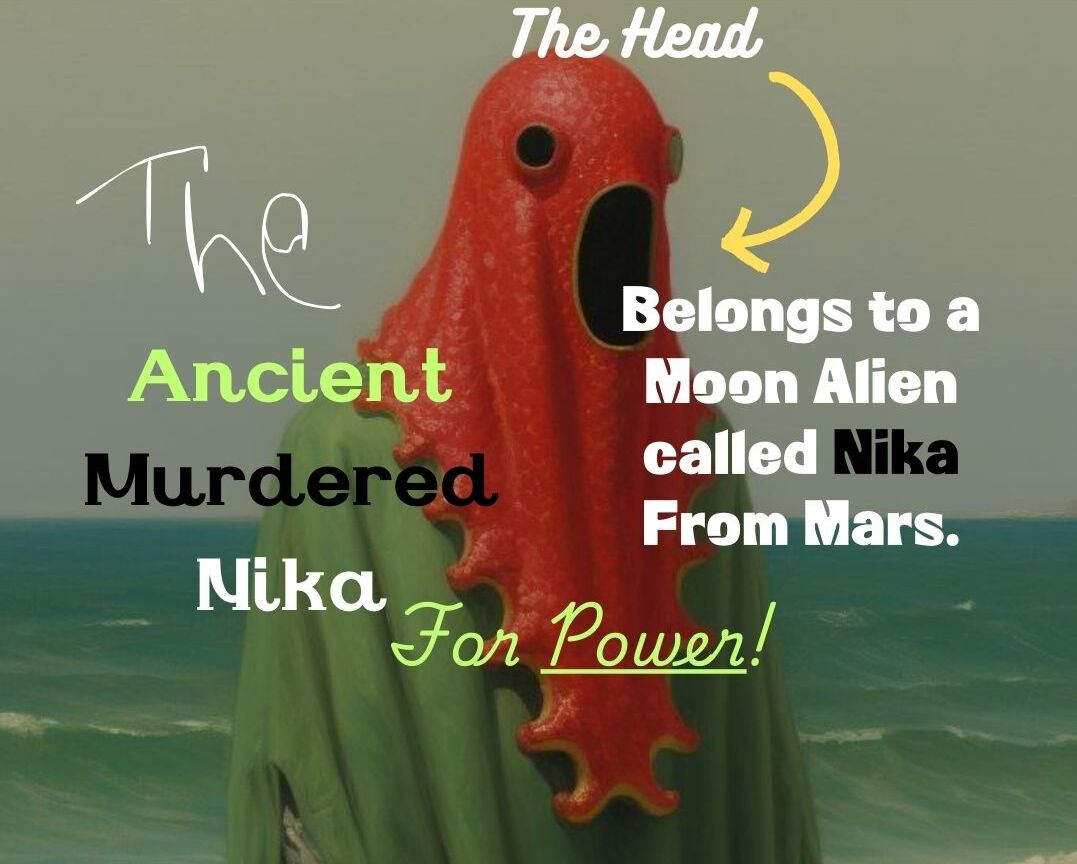 The Head
The
Ancient
Murdered
Nika
For Power!
Belongs to a
Moon Alien
called Nika
From Mars.